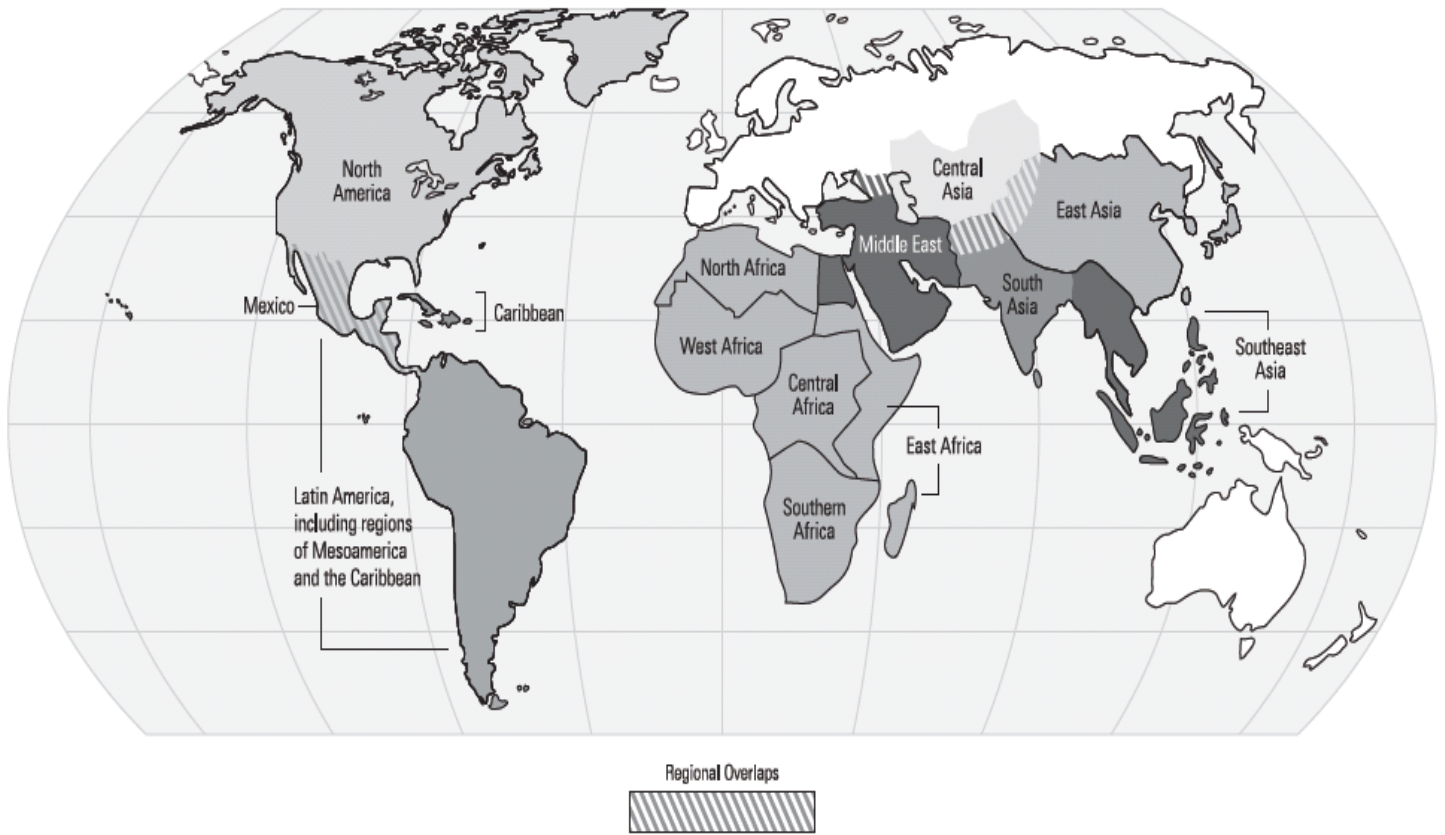 North
America
Mexico
Caribbean
Latin America,
including regions
of Mesoamerica
and the Caribbean
North Africa
West Africa
Central
Africa
East Africa
Southern
Africa
Middle East
Central
Asia
East Asia
South
Asia
Southeast
Asia
Regional Overlaps